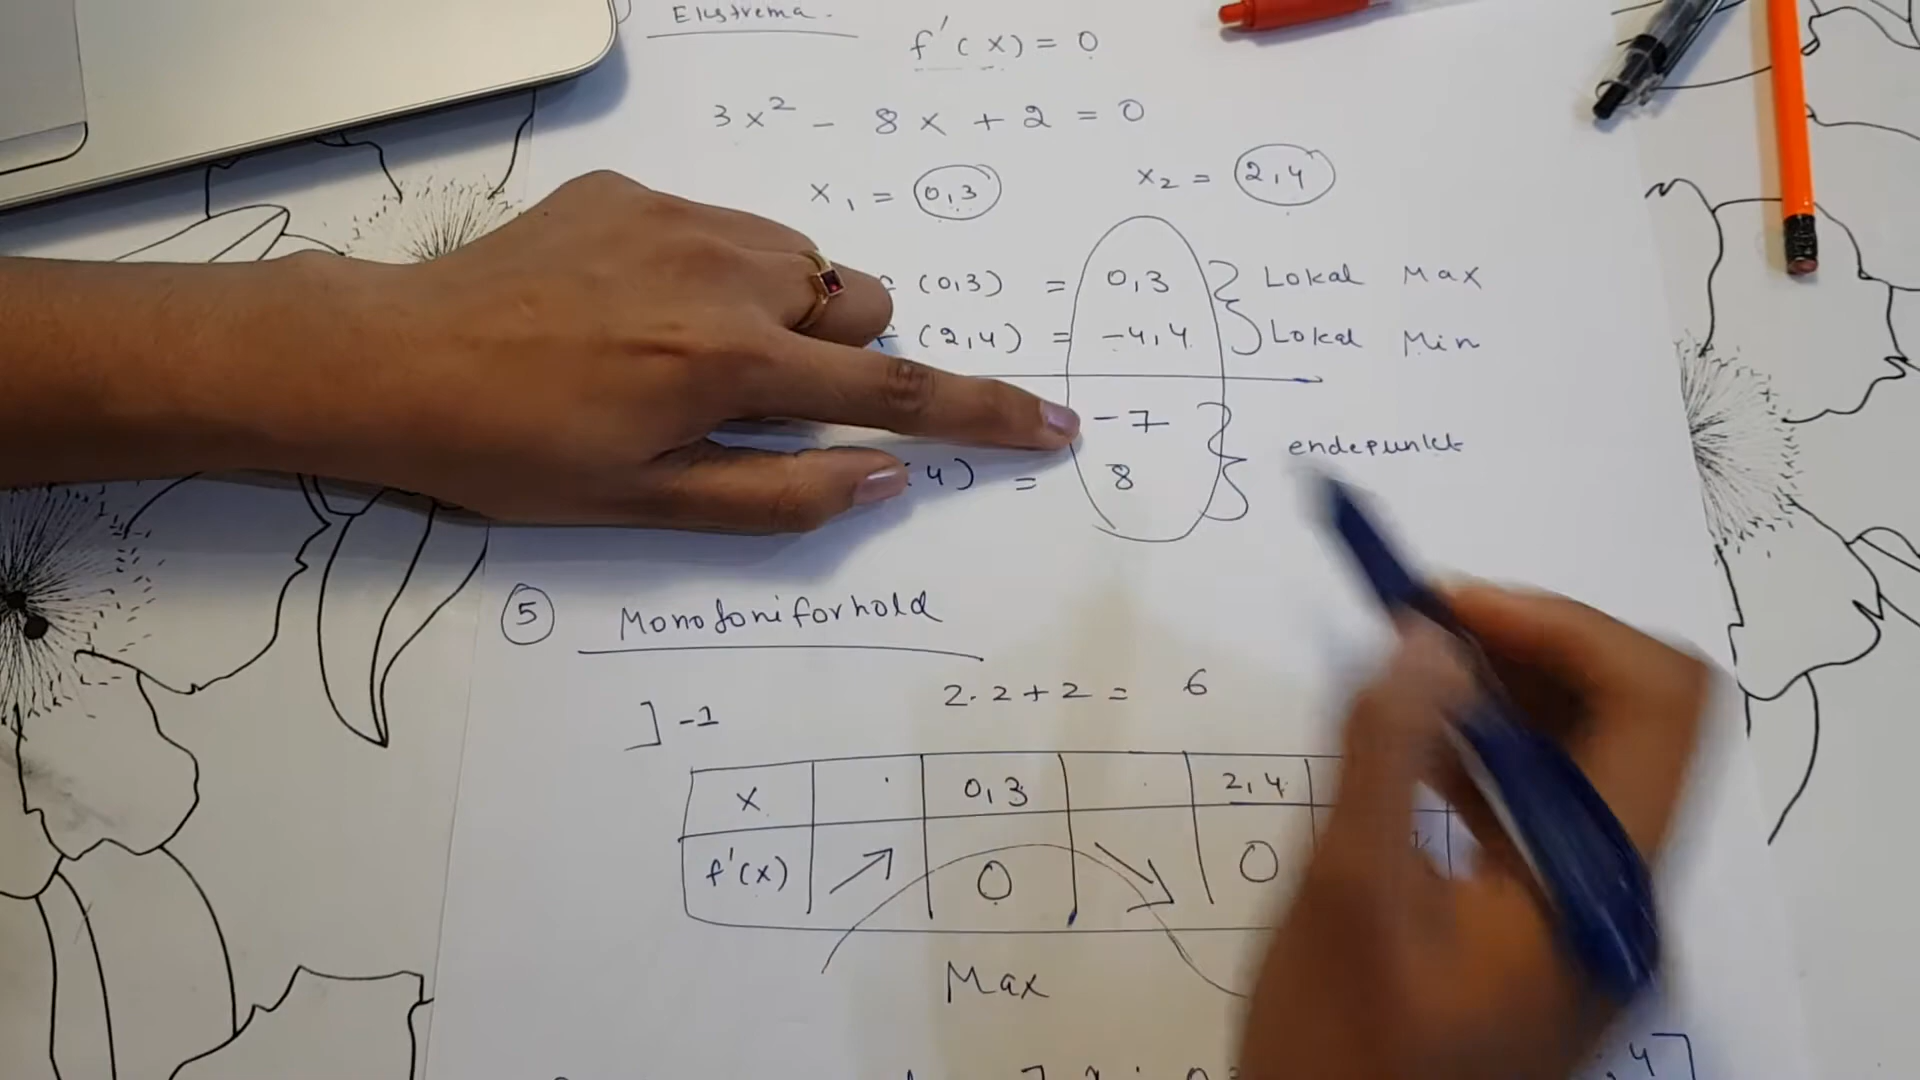 Ekstrema.
f'(x) = 0
3x² - 8x + 2 = 0
x₁ = 0,3    x₂ = 2,4
(0,3) = 0,3 } Lokal Max
(2,4) = -4,4 } Lokal Min
-7 } endepunkt
4) = 8
5 Monotoniforhold
]-1    2·2+2 = 6
x 0,3 2,4
f'(x) ↗ 0 ↘ 0
Max
4]